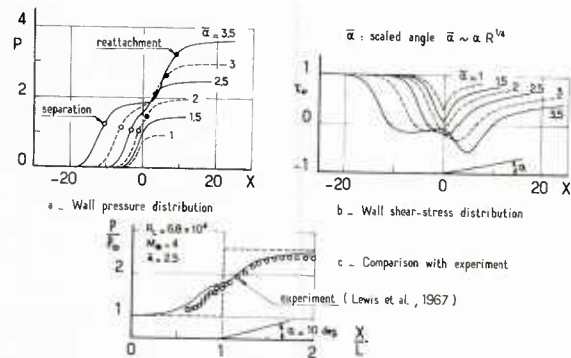 ᾱ : scaled angle ᾱ ~ α R^1/4
4
P
2
0
ᾱ = 3,5
reattachment
3
2,5
separation
2
1,5
1
-20
0
20
X
a _ Wall pressure distribution
1
τw
0
-1
ᾱ = 1
1,5
2
2,5
3
3,5
α
-20
0
20
X
b _ Wall shear-stress distribution
P/P₀
R_L = 6.8 × 10⁴
M∞ = 4
ᾱ = 2.5
2
1
c _ Comparison with experiment
experiment ( Lewis et al. , 1967 )
α = 10 deg.
0
1
2
X/L